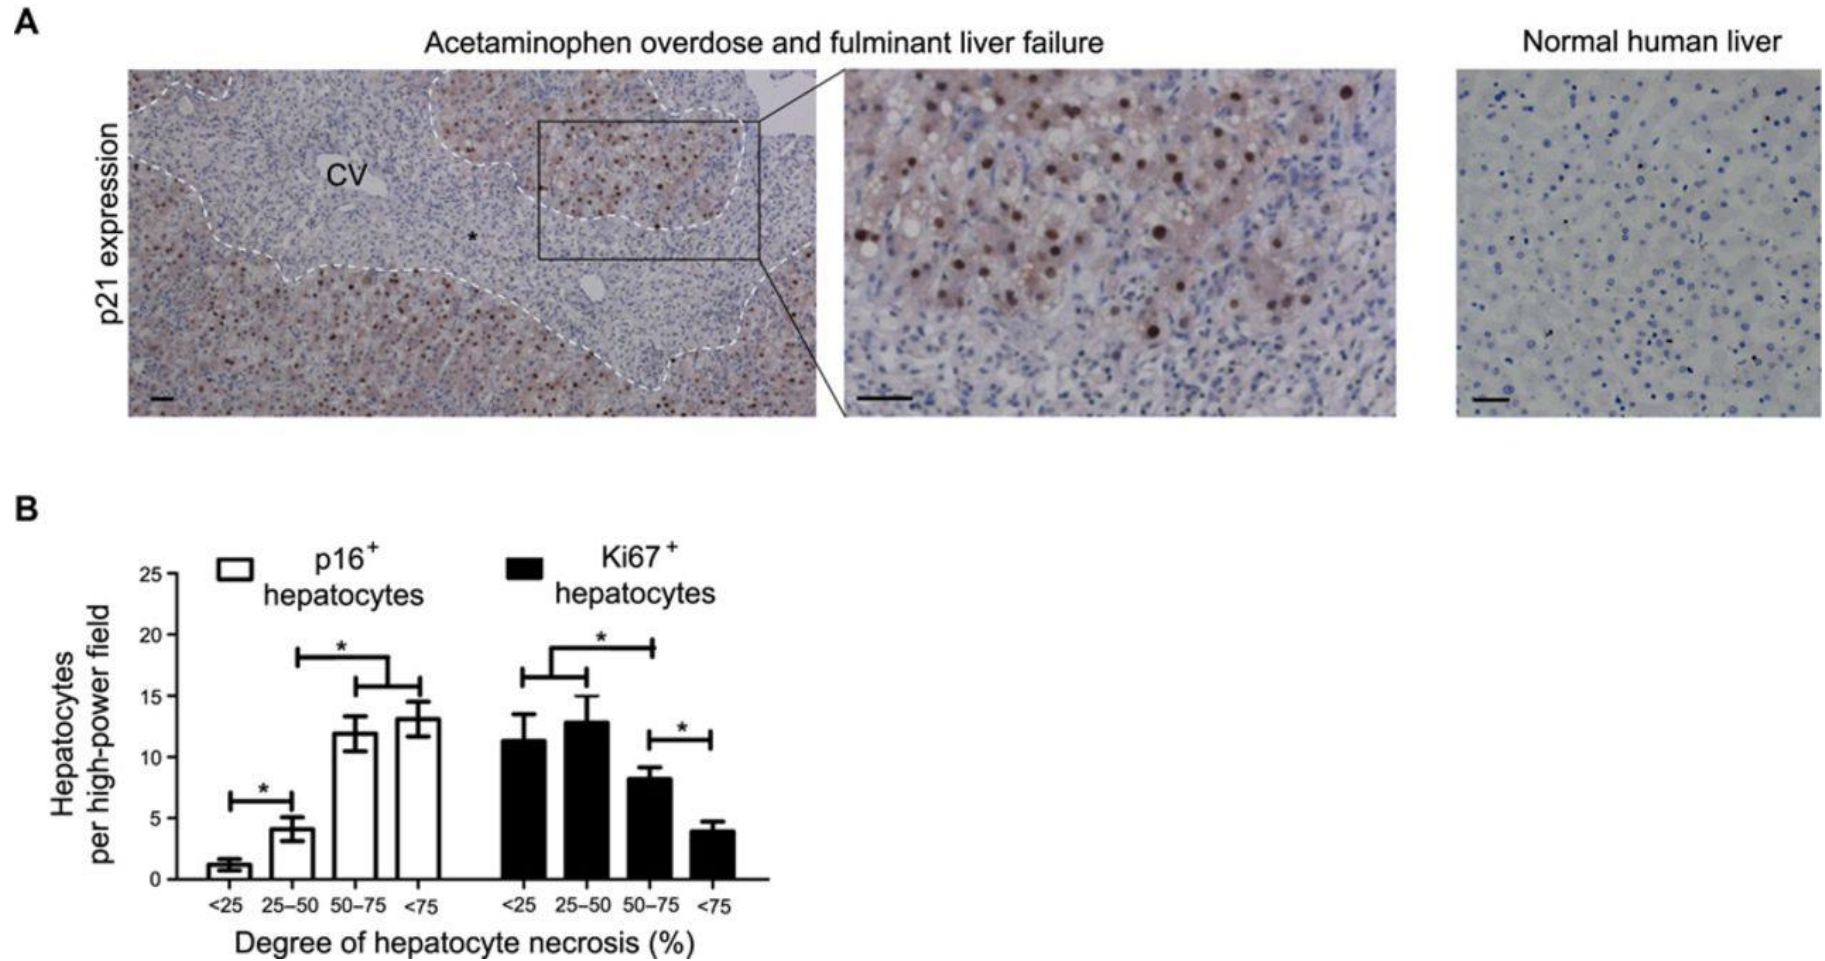 A
Acetaminophen overdose and fulminant liver failure
Normal human liver
p21 expression
CV
*
B
p16+
hepatocytes
Ki67+
hepatocytes
Hepatocytes
per high-power field
25
20
15
10
5
0
*
*
*
*
<25 25–50 50–75 <75
<25 25–50 50–75 <75
Degree of hepatocyte necrosis (%)